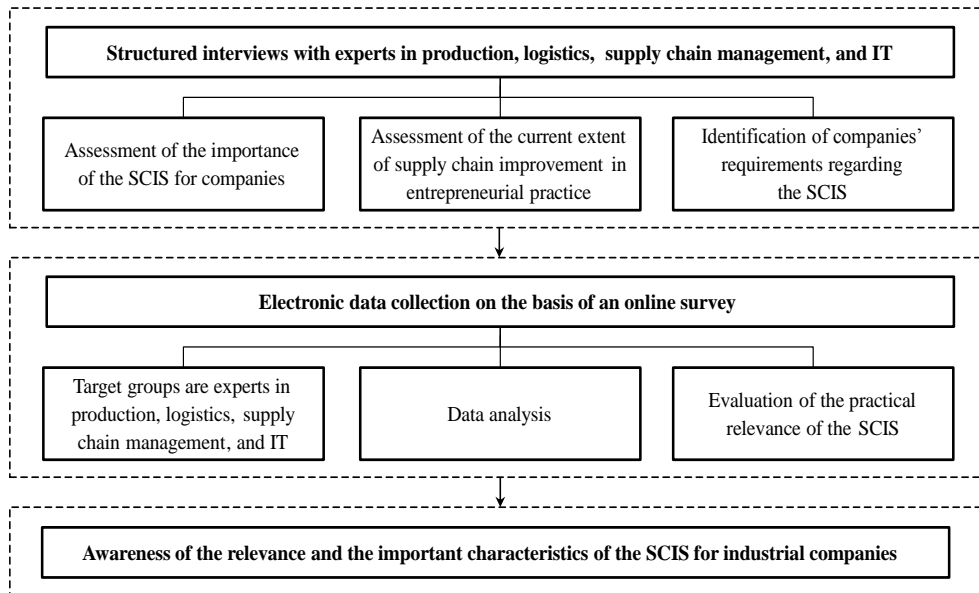 Structured interviews with experts in production, logistics, supply chain management, and IT
Assessment of the importance
of the SCIS for companies
Assessment of the current extent
of supply chain improvement in
entrepreneurial practice
Identification of companies’
requirements regarding
the SCIS
Electronic data collection on the basis of an online survey
Target groups are experts in
production, logistics, supply
chain management, and IT
Data analysis
Evaluation of the practical
relevance of the SCIS
Awareness of the relevance and the important characteristics of the SCIS for industrial companies